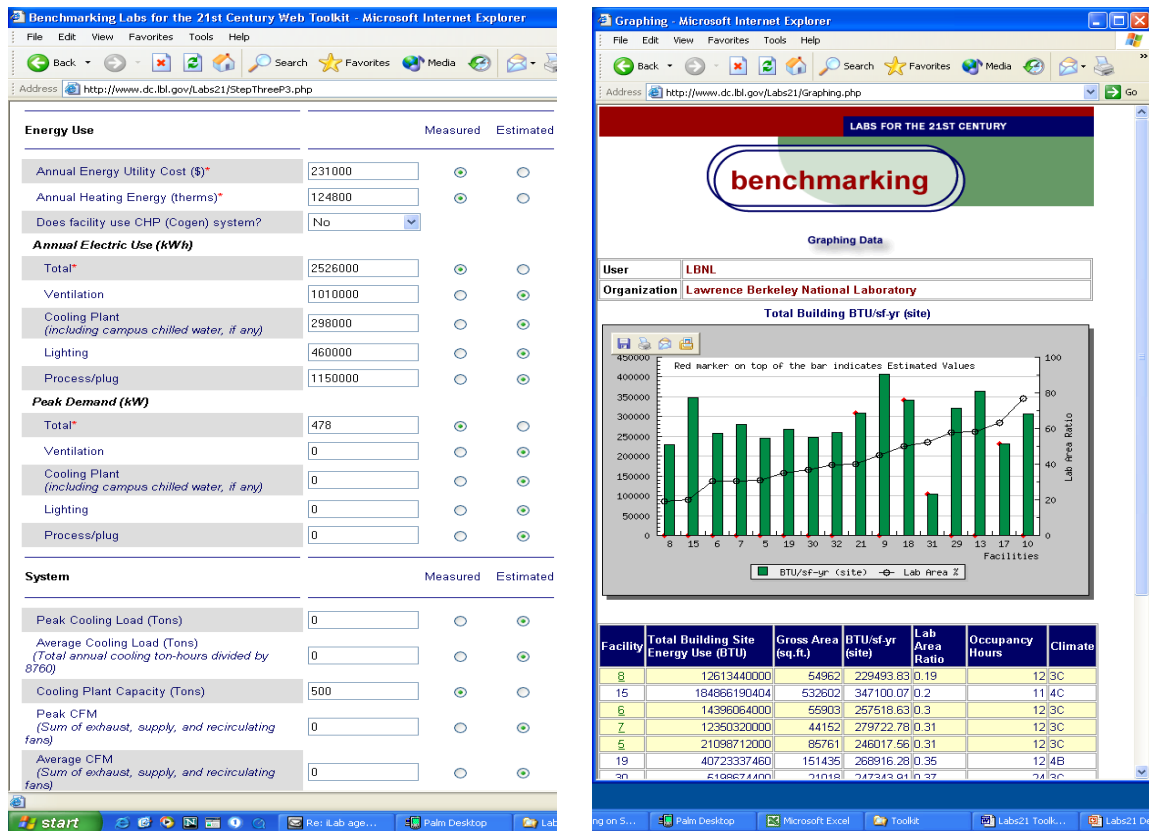 Benchmarking Labs for the 21st Century Web Toolkit - Microsoft Internet Explorer
File Edit View Favorites Tools Help
Back Search Favorites Media
Address http://www.dc.lbl.gov/Labs21/StepThreeP3.php
Energy Use Measured Estimated
Annual Energy Utility Cost ($)* 231000
Annual Heating Energy (therms)* 124800
Does facility use CHP (Cogen) system? No
Annual Electric Use (kWh)
Total* 2526000
Ventilation 1010000
Cooling Plant
(including campus chilled water, if any) 298000
Lighting 460000
Process/plug 1150000
Peak Demand (kW)
Total* 478
Ventilation 0
Cooling Plant
(including campus chilled water, if any) 0
Lighting 0
Process/plug 0
System Measured Estimated
Peak Cooling Load (Tons) 0
Average Cooling Load (Tons)
(Total annual cooling ton-hours divided by 0
8760)
Cooling Plant Capacity (Tons) 500
Peak CFM
(Sum of exhaust, supply, and recirculating 0
fans)
Average CFM
(Sum of exhaust, supply, and recirculating 0
fans)
start Re: iLab age... Palm Desktop Lab
Graphing - Microsoft Internet Explorer
File Edit View Favorites Tools Help
Back Search Favorites Media
Address http://www.dc.lbl.gov/Labs21/Graphing.php Go
LABS FOR THE 21ST CENTURY
benchmarking
Graphing Data
User LBNL
Organization Lawrence Berkeley National Laboratory
Total Building BTU/sf-yr (site)
Red marker on top of the bar indicates Estimated Values
450000 100
400000
350000 80
300000
250000 60
200000 40
150000
100000 20
50000
0 0
Lab Area Ratio
8 15 6 7 5 19 30 32 21 9 18 31 29 13 17 10
Facilities
BTU/sf-yr (site) Lab Area %
Facility Total Building Site Energy Use (BTU) Gross Area (sq.ft.) BTU/sf-yr (site) Lab Area Ratio Occupancy Hours Climate
8 12613440000 54962 229493.83 0.19 12 3C
15 184866190404 532602 347100.07 0.2 11 4C
6 14396064000 55903 257518.63 0.3 12 3C
7 12350320000 44152 279722.78 0.31 12 3C
5 21098712000 85761 246017.56 0.31 12 3C
19 40723337460 151435 268916.28 0.35 12 4B
30 5198674400 21018 247343.91 0.37 24 3C
ng on S... Palm Desktop Microsoft Excel Toolkit Labs21 Toolk... Labs21 De